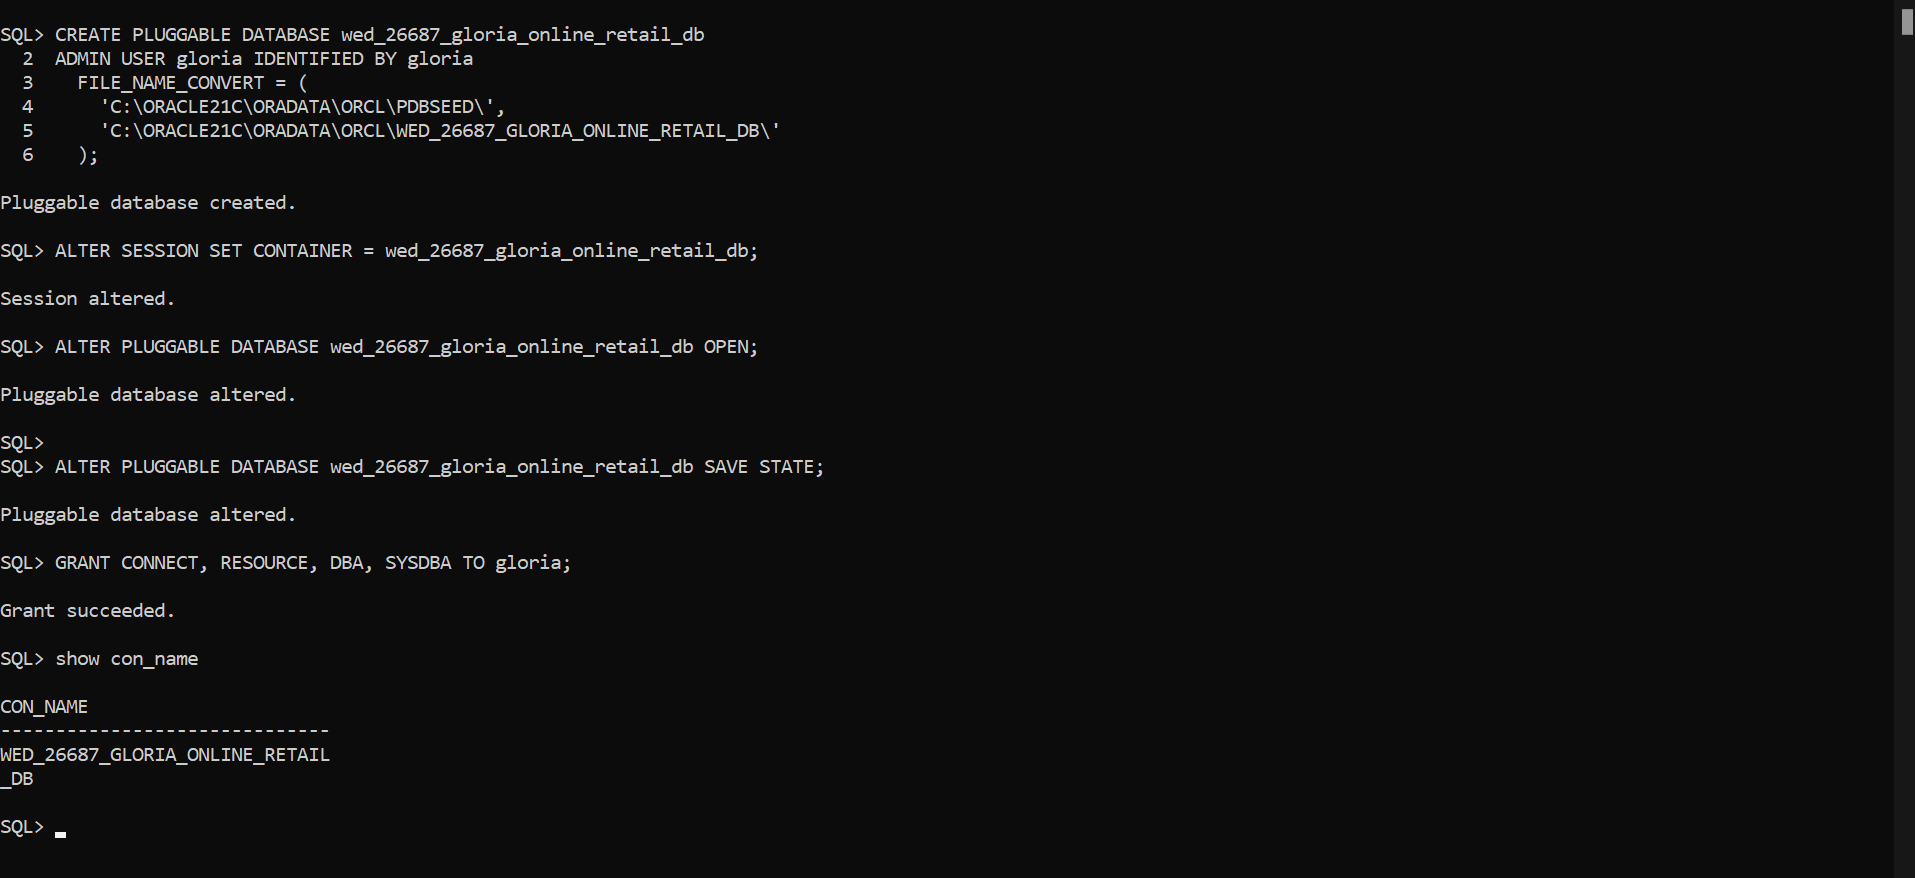 SQL> CREATE PLUGGABLE DATABASE wed_26687_gloria_online_retail_db
  2  ADMIN USER gloria IDENTIFIED BY gloria
  3    FILE_NAME_CONVERT = (
  4      'C:\ORACLE21C\ORADATA\ORCL\PDBSEED\',
  5      'C:\ORACLE21C\ORADATA\ORCL\WED_26687_GLORIA_ONLINE_RETAIL_DB\'
  6    );
Pluggable database created.
SQL> ALTER SESSION SET CONTAINER = wed_26687_gloria_online_retail_db;
Session altered.
SQL> ALTER PLUGGABLE DATABASE wed_26687_gloria_online_retail_db OPEN;
Pluggable database altered.
SQL>
SQL> ALTER PLUGGABLE DATABASE wed_26687_gloria_online_retail_db SAVE STATE;
Pluggable database altered.
SQL> GRANT CONNECT, RESOURCE, DBA, SYSDBA TO gloria;
Grant succeeded.
SQL> show con_name
CON_NAME
------------------------------
WED_26687_GLORIA_ONLINE_RETAIL
_DB
SQL>